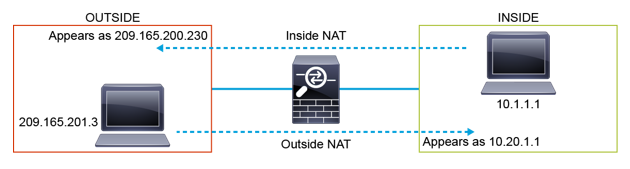 OUTSIDE
INSIDE
Appears as 209.165.200.230
Inside NAT
10.1.1.1
209.165.201.3
Outside NAT
Appears as 10.20.1.1